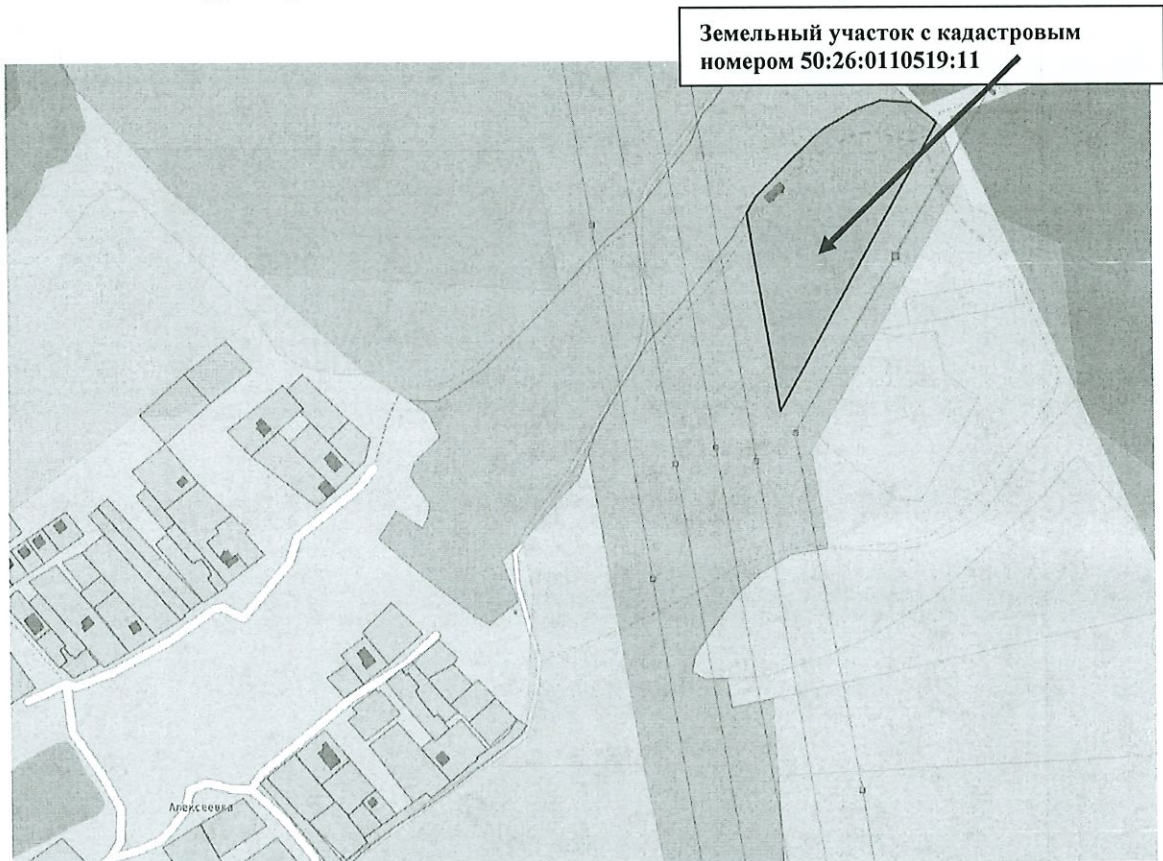 Земельный участок с кадастровым
номером 50:26:0110519:11
Алексеевка